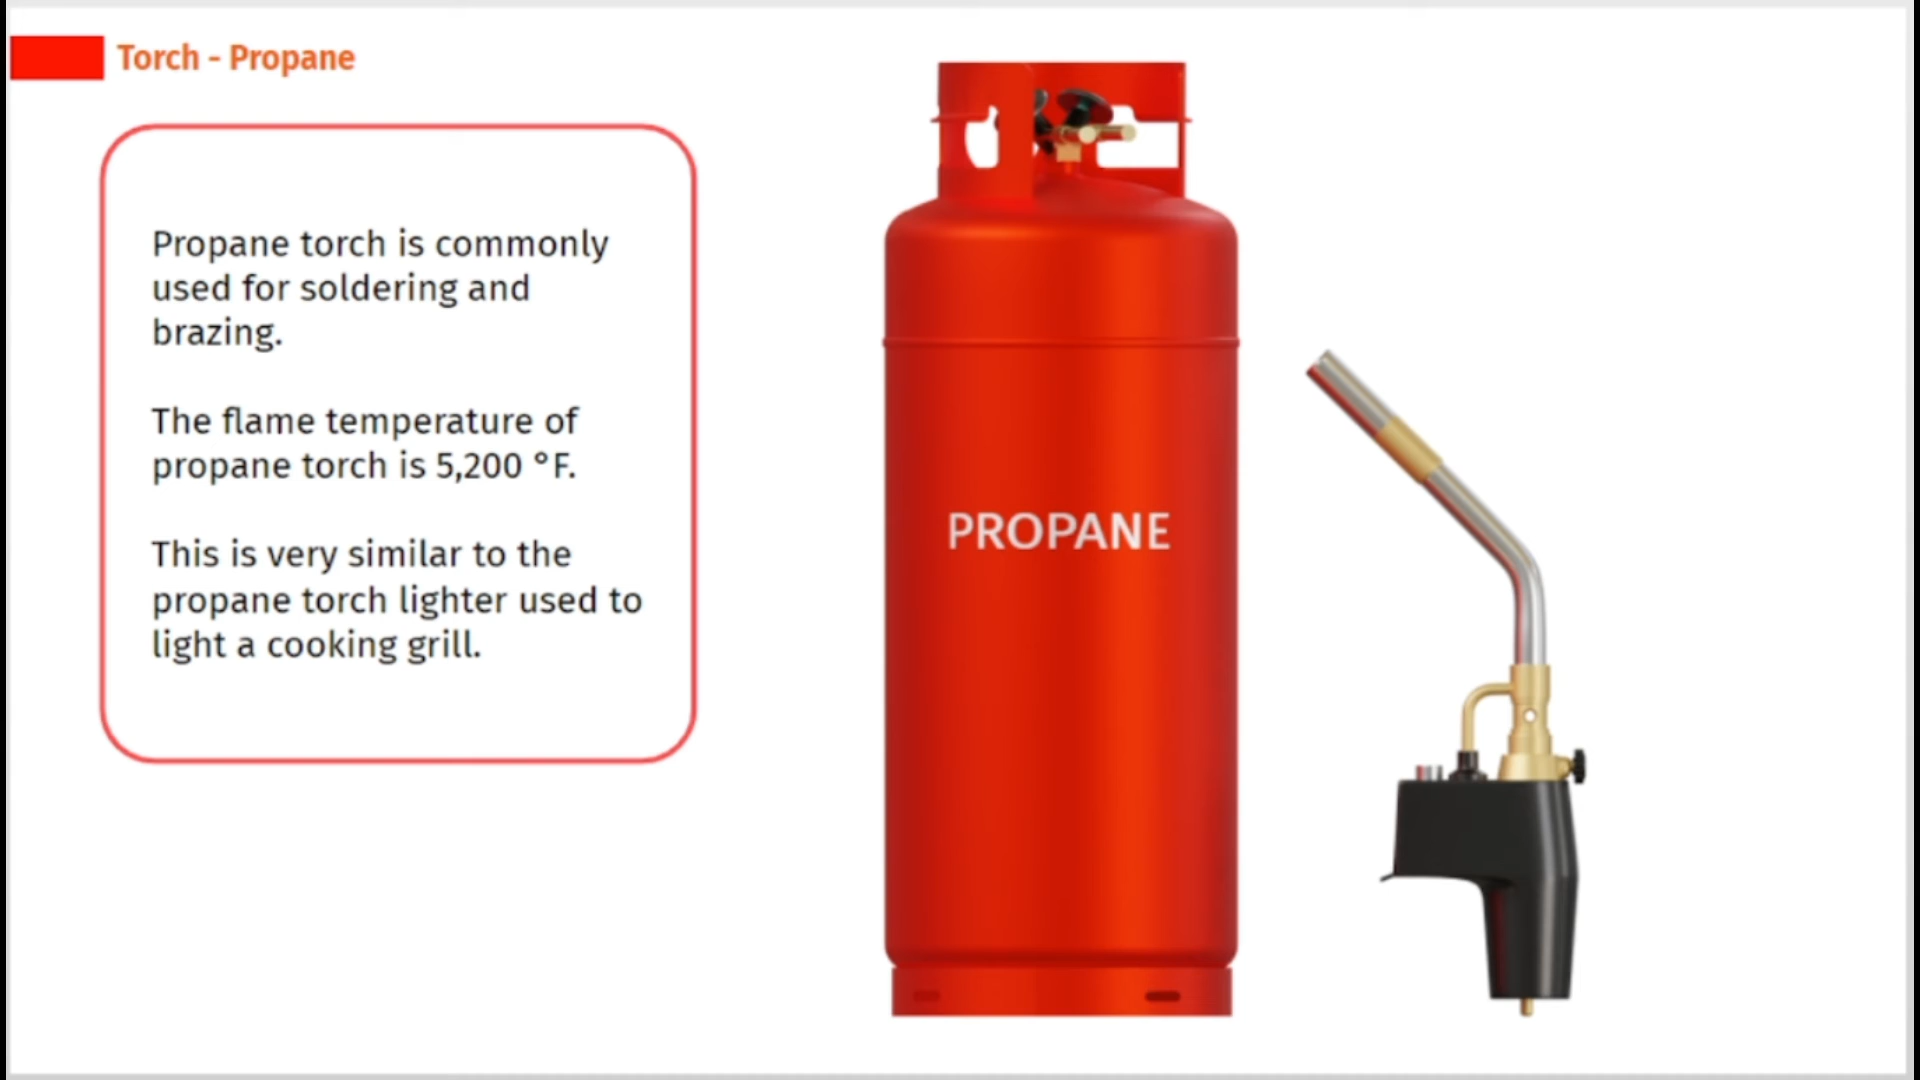 Torch - Propane
Propane torch is commonly
used for soldering and
brazing.
The flame temperature of
propane torch is 5,200 °F.
This is very similar to the
propane torch lighter used to
light a cooking grill.
PROPANE